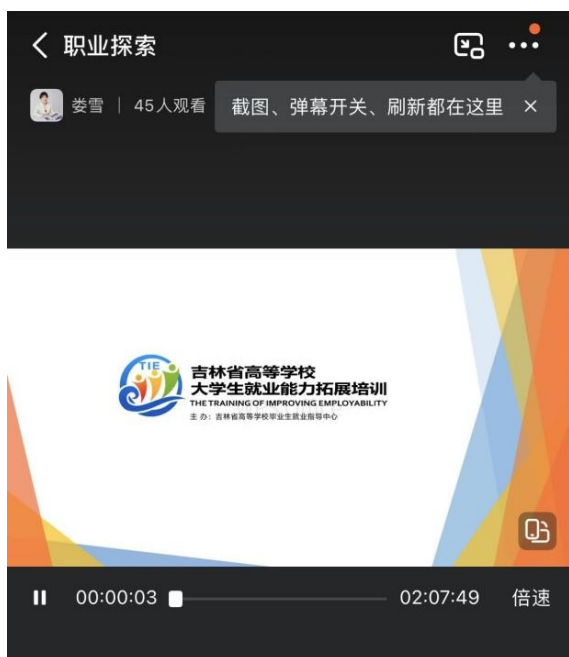 职业探索
娄雪 | 45人观看
截图、弹幕开关、刷新都在这里 ×
TIE
吉林省高等学校
大学生就业能力拓展培训
THE TRAINING OF IMPROVING EMPLOYABILITY
主 办：吉林省高等学校毕业生就业指导中心
00:00:03
02:07:49
倍速